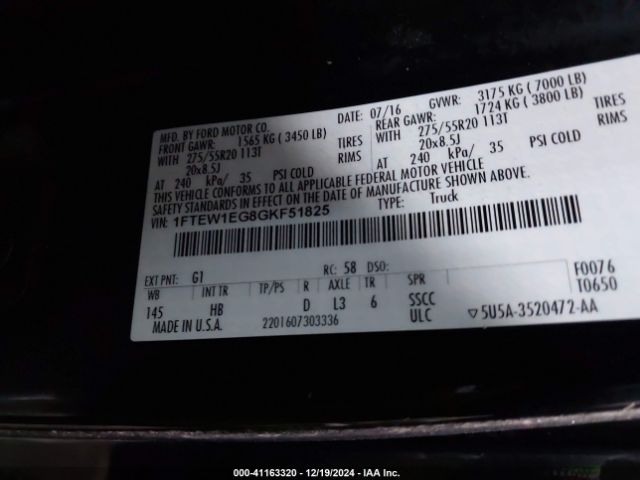 MFD. BY FORD MOTOR CO.
DATE: 07/16 GVWR: 3175 KG ( 7000 LB)
FRONT GAWR: 1565 KG ( 3450 LB)
REAR GAWR: 1724 KG ( 3800 LB)
WITH 275/55R20 113T TIRES
WITH 275/55R20 113T TIRES
20x8.5J RIMS
20x8.5J RIMS
AT 240 kPa/ 35 PSI COLD
AT 240 kPa/ 35 PSI COLD
THIS VEHICLE CONFORMS TO ALL APPLICABLE FEDERAL MOTOR VEHICLE
SAFETY STANDARDS IN EFFECT ON THE DATE OF MANUFACTURE SHOWN ABOVE.
VIN: 1FTEW1EG8GKF51825 TYPE: Truck
EXT PNT: G1 RC: 58 DSO: F0076
WB INT TR TP/PS R AXLE TR SPR T0650
145 HB D L3 6 SSCC
MADE IN U.S.A. 2201607303336 ULC ▽5U5A-3520472-AA
000-41163320 - 12/19/2024 - IAA Inc.